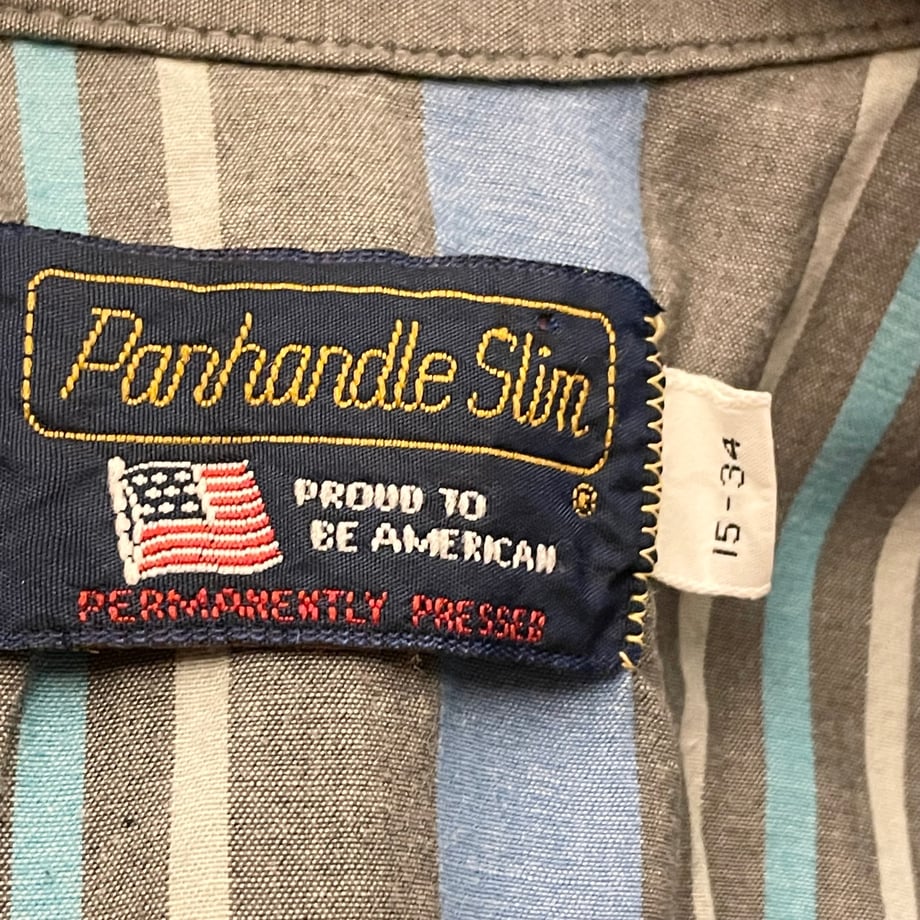 Panhandle Slim
®
PROUD TO
BE AMERICAN
PERMANENTLY PRESSED
15-34